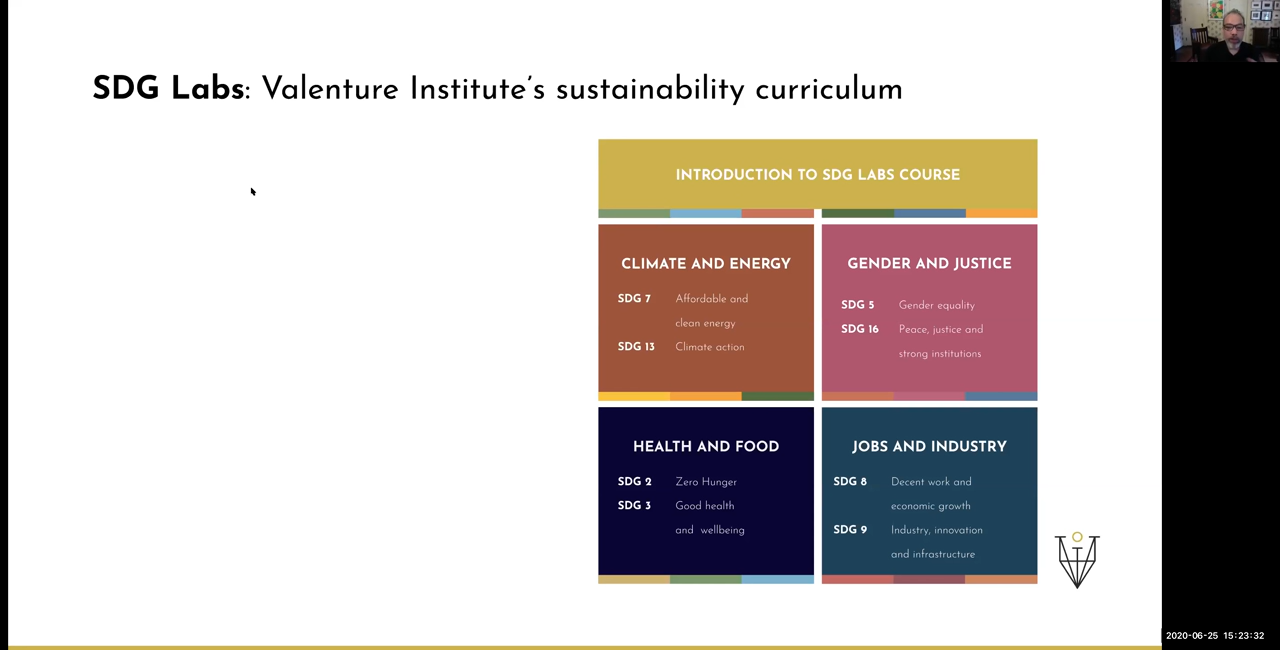 SDG Labs: Valenture Institute's sustainability curriculum
INTRODUCTION TO SDG LABS COURSE
CLIMATE AND ENERGY
SDG 7 Affordable and
clean energy
SDG 13 Climate action
GENDER AND JUSTICE
SDG 5 Gender equality
SDG 16 Peace, justice and
strong institutions
HEALTH AND FOOD
SDG 2 Zero Hunger
SDG 3 Good health
and wellbeing
JOBS AND INDUSTRY
SDG 8 Decent work and
economic growth
SDG 9 Industry, innovation
and infrastructure
2020-06-25 15:23:32